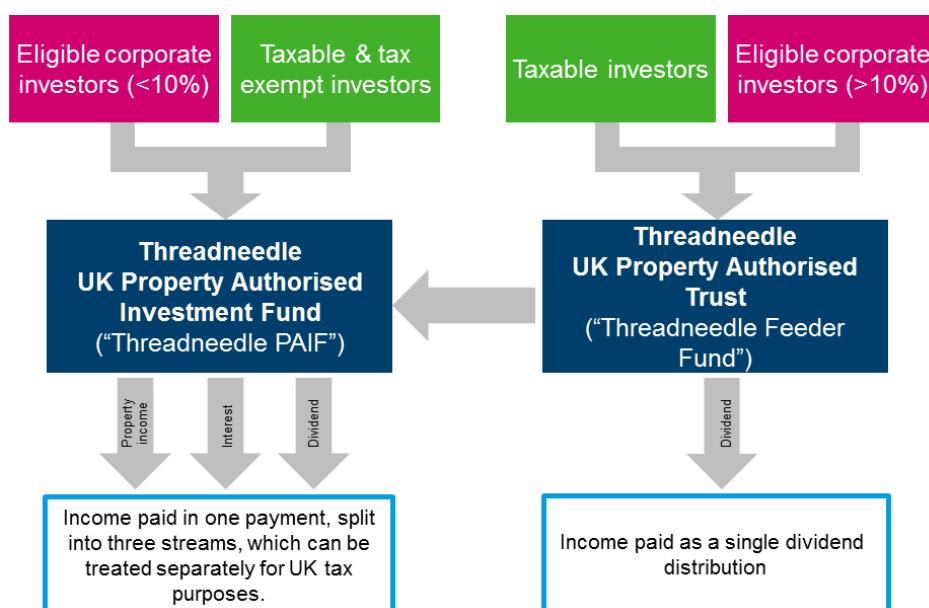 Eligible corporate
investors (<10%)
Taxable & tax
exempt investors
Taxable investors
Eligible corporate
investors (>10%)
Threadneedle
UK Property Authorised
Investment Fund
(“Threadneedle PAIF”)
Threadneedle
UK Property Authorised
Trust
(“Threadneedle Feeder
Fund”)
Property
income
Interest
Dividend
Dividend
Income paid in one payment, split
into three streams, which can be
treated separately for UK tax
purposes.
Income paid as a single dividend
distribution